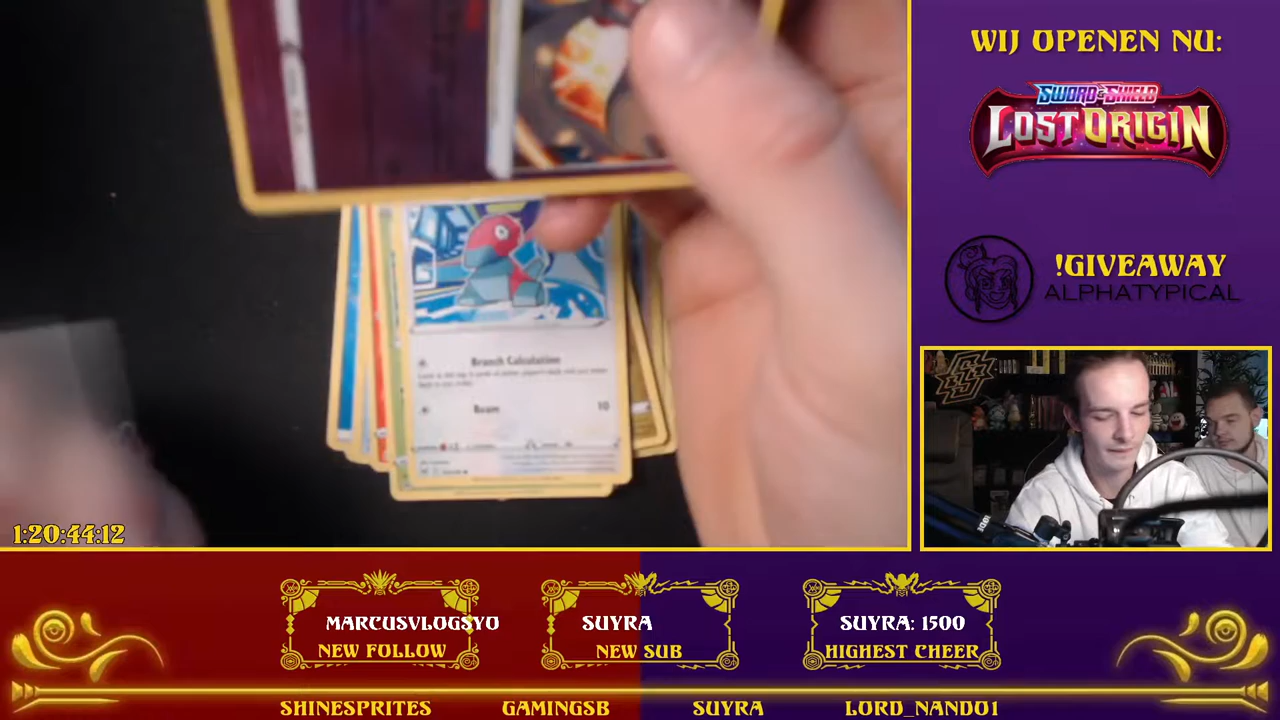 WIJ OPENEN NU:
SWORD & SHIELD
LOST ORIGIN
!GIVEAWAY
ALPHATYPICAL
Branch Calculation
Beam 10
1:20:44:12
MARCUSVLOGSYO
NEW FOLLOW
SUYRA
NEW SUB
SUYRA: 1500
HIGHEST CHEER
SHINESPRITES GAMINGSB SUYRA LORD_NANDO1